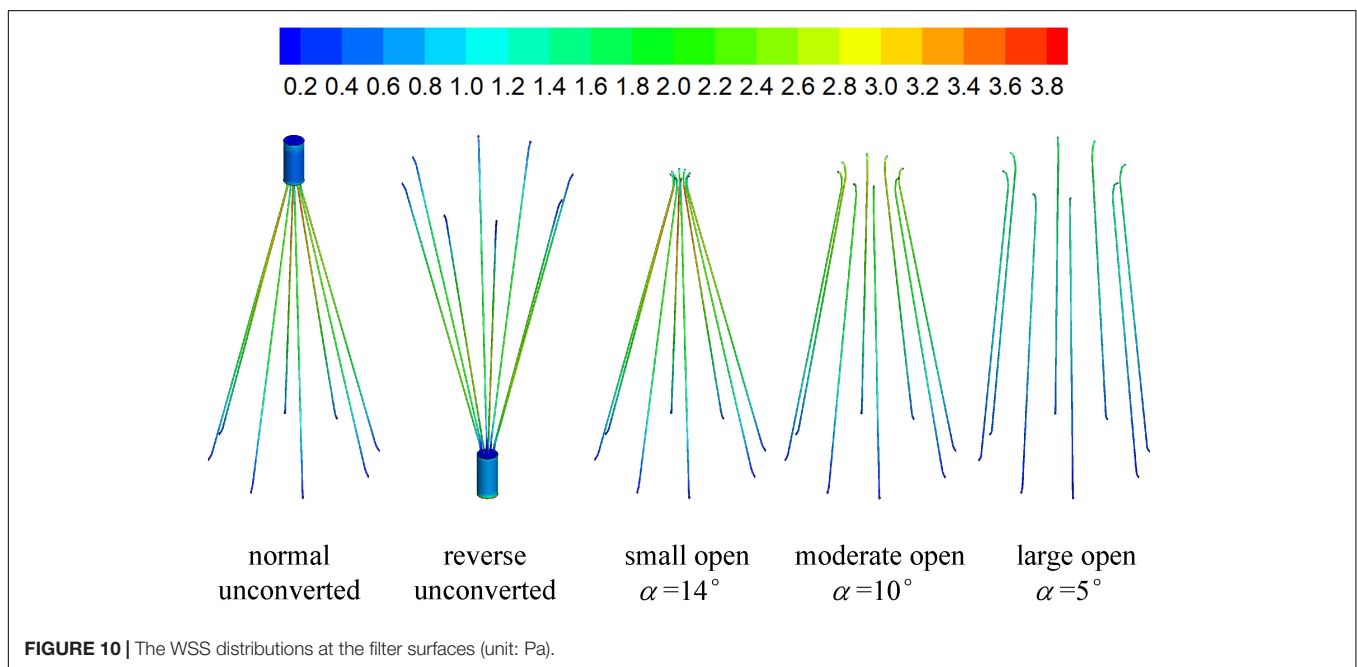 0.2 0.4 0.6 0.8 1.0 1.2 1.4 1.6 1.8 2.0 2.2 2.4 2.6 2.8 3.0 3.2 3.4 3.6 3.8
normal unconverted
reverse unconverted
small open α=14°
moderate open α=10°
large open α=5°
FIGURE 10 | The WSS distributions at the filter surfaces (unit: Pa).